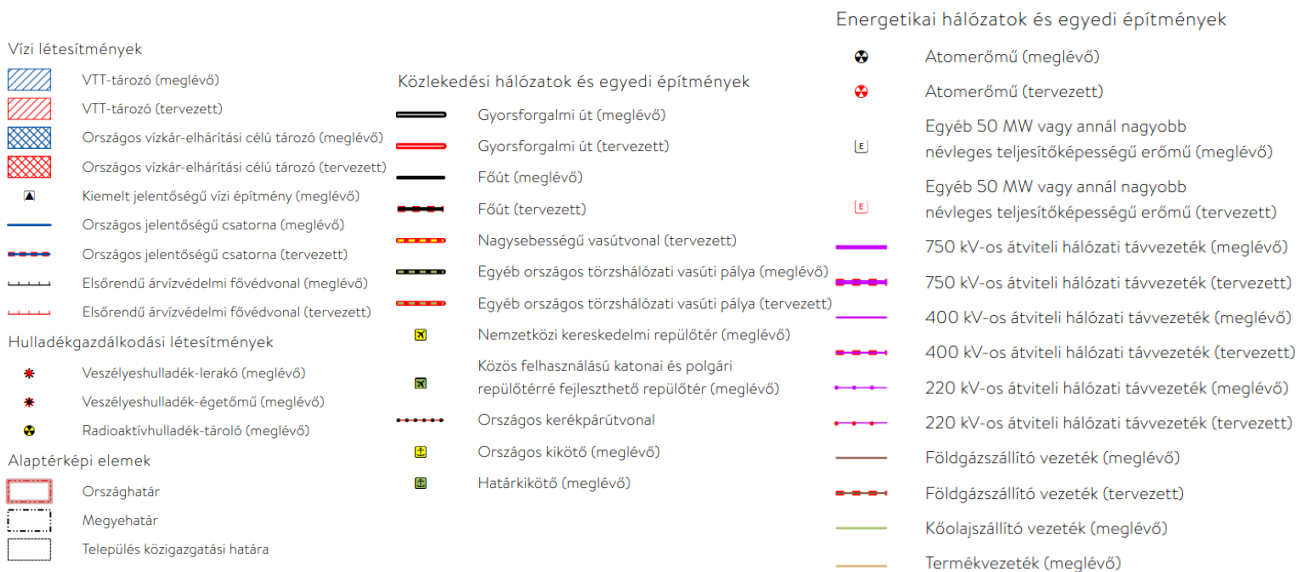 Vízi létesítmények
VTT-tározó (meglévő)
VTT-tározó (tervezett)
Országos vízkár-elhárítási célú tározó (meglévő)
Országos vízkár-elhárítási célú tározó (tervezett)
Kiemelt jelentőségű vízi építmény (meglévő)
Országos jelentőségű csatorna (meglévő)
Országos jelentőségű csatorna (tervezett)
Elsőrendű árvízvédelmi fővédvonal (meglévő)
Elsőrendű árvízvédelmi fővédvonal (tervezett)
Hulladékgazdálkodási létesítmények
Veszélyeshulladék-lerakó (meglévő)
Veszélyeshulladék-égetőmű (meglévő)
Radioaktívhulladék-tároló (meglévő)
Alaptérképi elemek
Országhatár
Megyehatár
Település közigazgatási határa
Közlekedési hálózatok és egyedi építmények
Gyorsforgalmi út (meglévő)
Gyorsforgalmi út (tervezett)
Főút (meglévő)
Főút (tervezett)
Nagysebességű vasútvonal (tervezett)
Egyéb országos törzshálózati vasúti pálya (meglévő)
Egyéb országos törzshálózati vasúti pálya (tervezett)
Nemzetközi kereskedelmi repülőtér (meglévő)
Közös felhasználású katonai és polgári
repülőtérré fejleszthető repülőtér (meglévő)
Országos kerékpárútvonal
Országos kikötő (meglévő)
Határkikötő (meglévő)
Energetikai hálózatok és egyedi építmények
Atomerőmű (meglévő)
Atomerőmű (tervezett)
Egyéb 50 MW vagy annál nagyobb
E névleges teljesítőképességű erőmű (meglévő)
Egyéb 50 MW vagy annál nagyobb
E névleges teljesítőképességű erőmű (tervezett)
750 kV-os átviteli hálózati távvezeték (meglévő)
750 kV-os átviteli hálózati távvezeték (tervezett)
400 kV-os átviteli hálózati távvezeték (meglévő)
400 kV-os átviteli hálózati távvezeték (tervezett)
220 kV-os átviteli hálózati távvezeték (meglévő)
220 kV-os átviteli hálózati távvezeték (tervezett)
Földgázszállító vezeték (meglévő)
Földgázszállító vezeték (tervezett)
Kőolajszállító vezeték (meglévő)
Termékvezeték (meglévő)